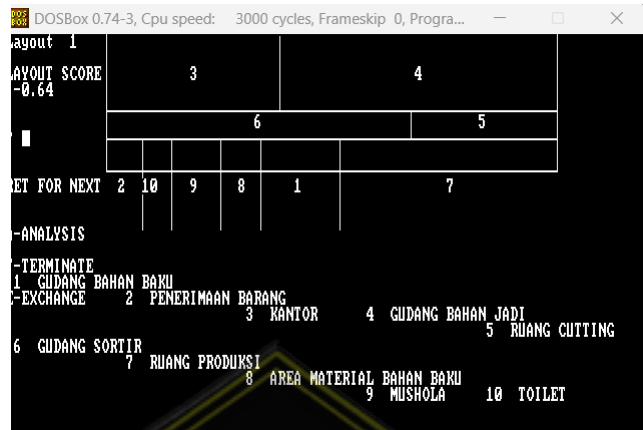 DOSBox 0.74-3, Cpu speed: 3000 cycles, Frameskip 0, Progra...
ayout 1
AYOUT SCORE 3 4
-0.64
6 5
RET FOR NEXT 2 10 9 8 1 7
-ANALYSIS
-TERMINATE
1 GUDANG BAHAN BAKU
-EXCHANGE 2 PENERIMAAN BARANG
3 KANTOR 4 GUDANG BAHAN JADI
5 RUANG CUTTING
6 GUDANG SORTIR
7 RUANG PRODUKSI
8 AREA MATERIAL BAHAN BAKU
9 MUSHOLA 10 TOILET